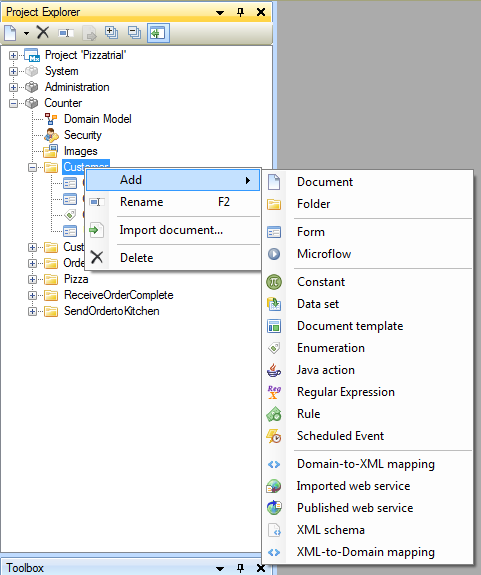 Project Explorer
Project 'Pizzatrial'
System
Administration
Counter
Domain Model
Security
Images
Customer
Add
Rename F2
Import document...
Delete
Cust
Orde
Pizza
ReceiveOrderComplete
SendOrdertoKitchen
Document
Folder
Form
Microflow
Constant
Data set
Document template
Enumeration
Java action
Regular Expression
Rule
Scheduled Event
Domain-to-XML mapping
Imported web service
Published web service
XML schema
XML-to-Domain mapping
Toolbox